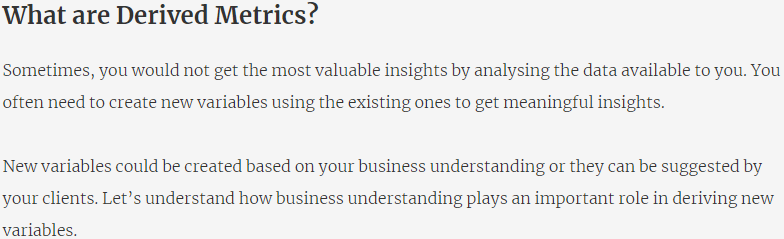 What are Derived Metrics?
Sometimes, you would not get the most valuable insights by analysing the data available to you. You
often need to create new variables using the existing ones to get meaningful insights.
New variables could be created based on your business understanding or they can be suggested by
your clients. Let’s understand how business understanding plays an important role in deriving new
variables.